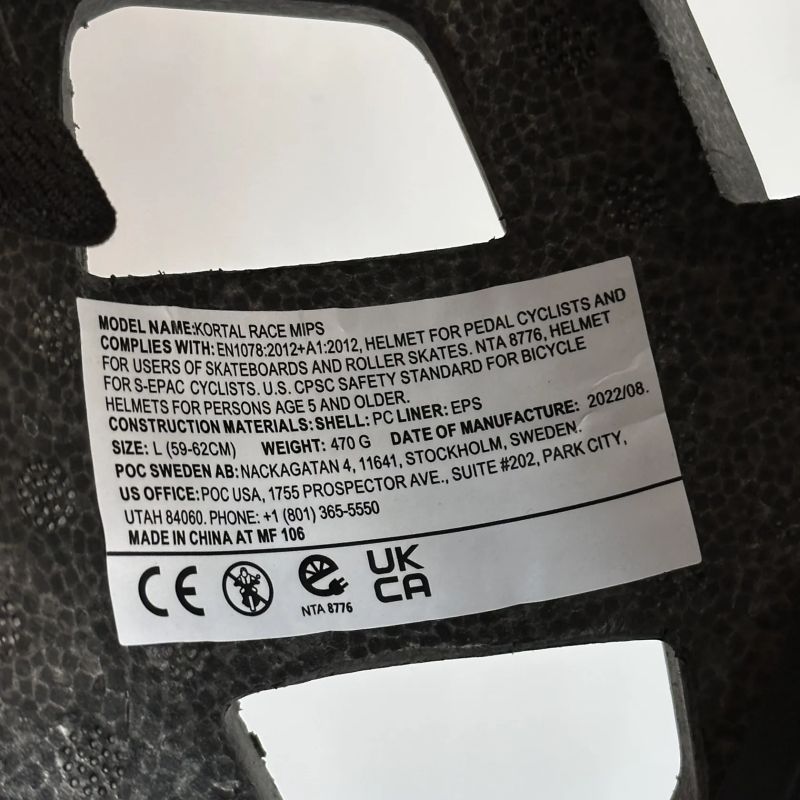 MODEL NAME:KORTAL RACE MIPS
COMPLIES WITH: EN1078:2012+A1:2012, HELMET FOR PEDAL CYCLISTS AND
FOR USERS OF SKATEBOARDS AND ROLLER SKATES. NTA 8776, HELMET
FOR S-EPAC CYCLISTS. U.S. CPSC SAFETY STANDARD FOR BICYCLE
HELMETS FOR PERSONS AGE 5 AND OLDER.
CONSTRUCTION MATERIALS: SHELL: PC LINER: EPS
SIZE: L (59-62CM) WEIGHT: 470 G DATE OF MANUFACTURE: 2022/08.
POC SWEDEN AB: NACKAGATAN 4, 11641, STOCKHOLM, SWEDEN.
US OFFICE: POC USA, 1755 PROSPECTOR AVE., SUITE #202, PARK CITY,
UTAH 84060. PHONE: +1 (801) 365-5550
MADE IN CHINA AT MF 106
CE NTA 8776 UK CA